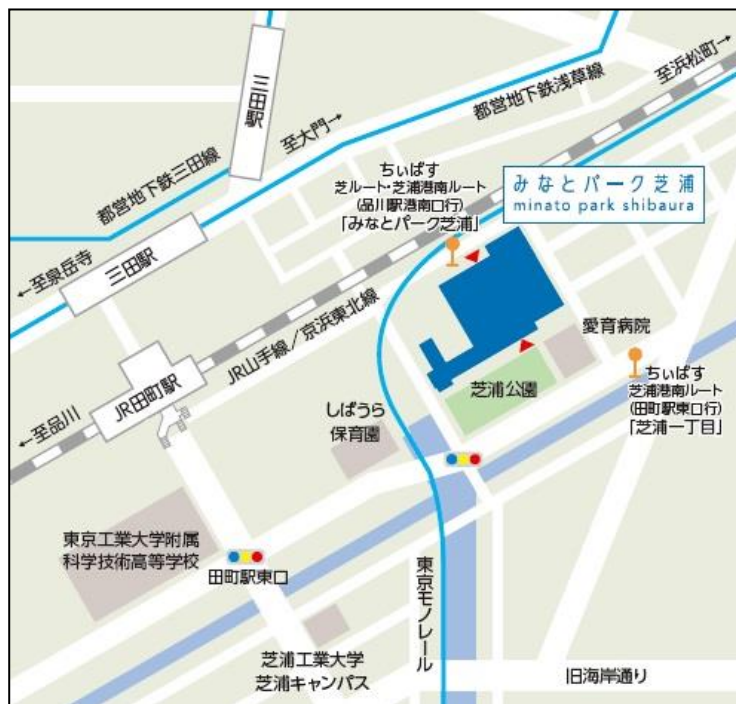 三田駅
都営地下鉄浅草線
至浜松町→
至大門→
都営地下鉄三田線
ちぃばす
芝ルート・芝浦港南ルート
(品川駅港南口行)
「みなとパーク芝浦」
みなとパーク芝浦
minato park shibaura
←至泉岳寺
三田駅
JR山手線／京浜東北線
愛育病院
JR田町駅
芝浦公園
ちぃばす
芝浦港南ルート
(田町駅東口行)
「芝浦一丁目」
←至品川
しばうら
保育園
東京工業大学附属
科学技術高等学校
田町駅東口
東京モノレール
芝浦工業大学
芝浦キャンパス
旧海岸通り